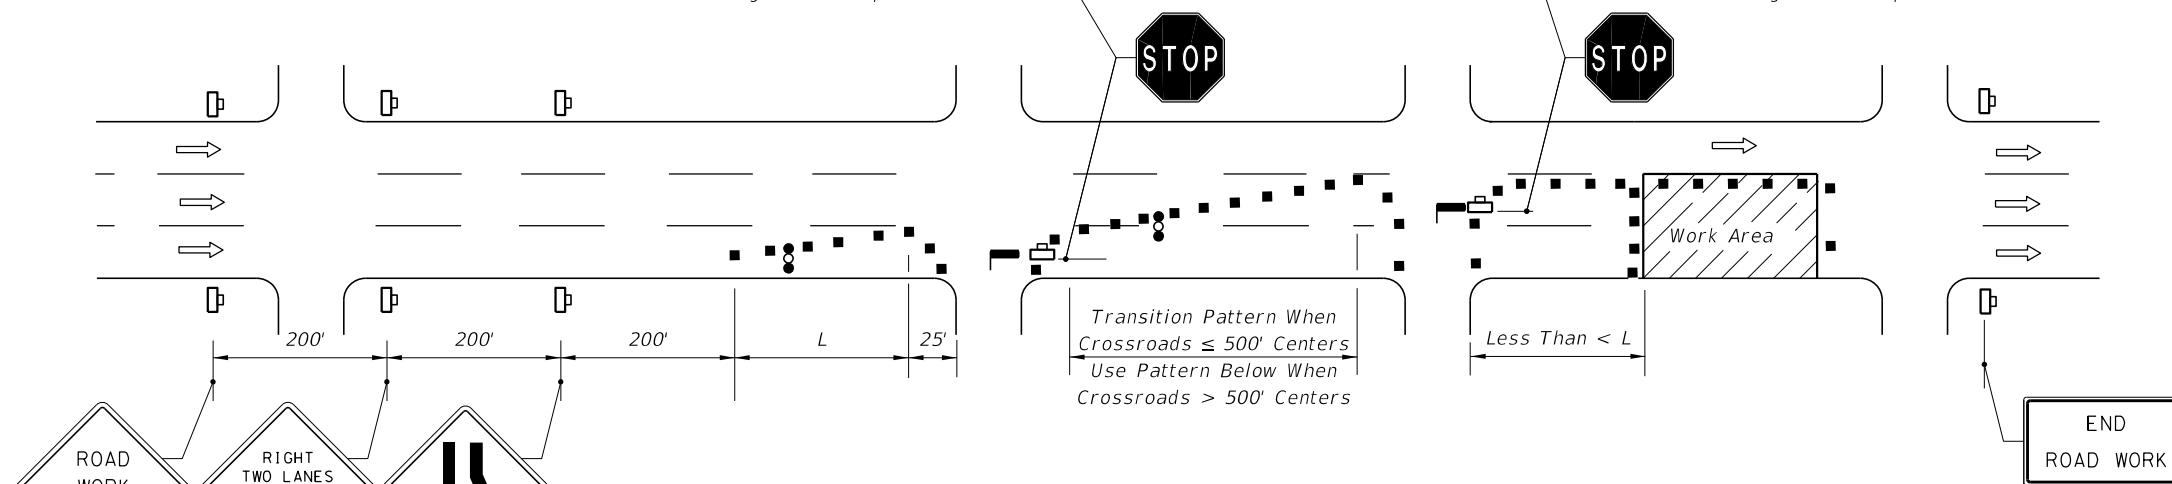 STOP
STOP
Work Area
200'
200'
200'
L
25'
Transition Pattern When
Crossroads ≤ 500' Centers
Use Pattern Below When
Crossroads > 500' Centers
Less Than < L
ROAD
WORK
RIGHT
TWO LANES
END
ROAD WORK